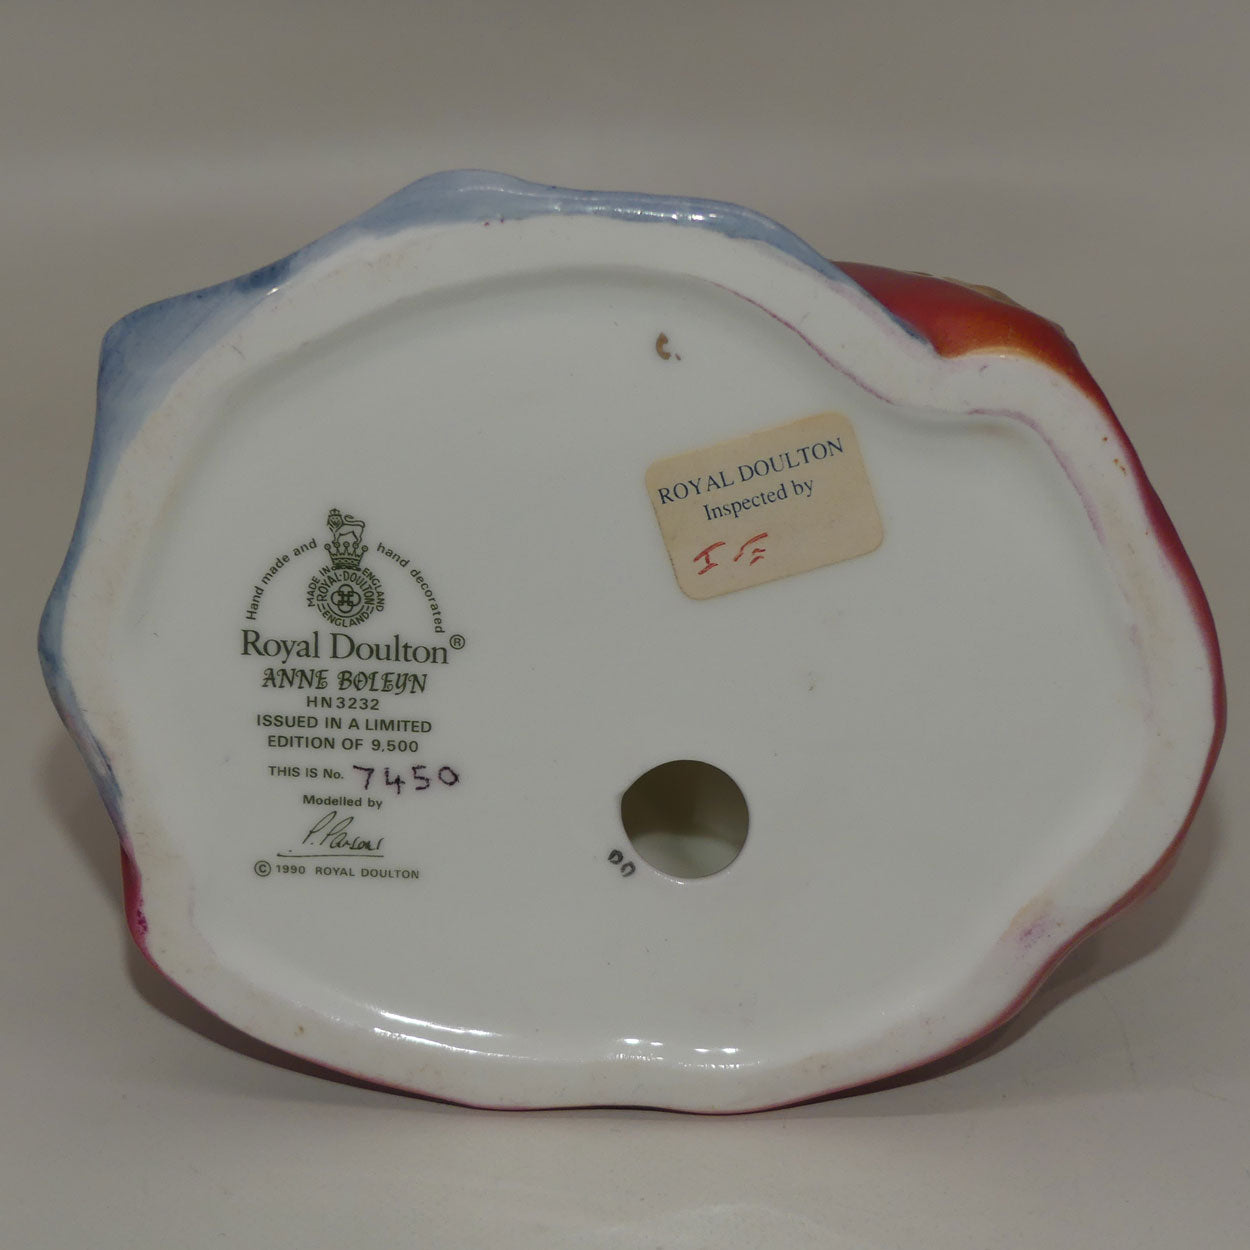 C.
ROYAL DOULTON
Inspected by
Hand made and hand decorated
MADE IN ENGLAND
ROYAL·DOULTON
ENGLAND
Royal Doulton®
ANNE BOLEYN
HN3232
ISSUED IN A LIMITED
EDITION OF 9,500
THIS IS No. 7450
Modelled by
P. Parsons
© 1990 ROYAL DOULTON